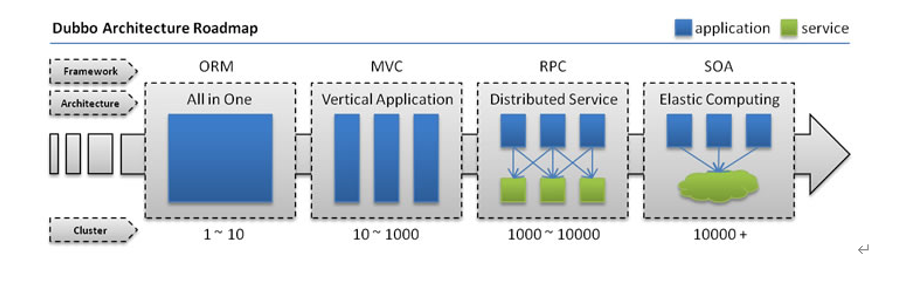 Dubbo Architecture Roadmap
application
service
Framework
ORM
MVC
RPC
SOA
Architecture
All in One
Vertical Application
Distributed Service
Elastic Computing
Cluster
1 ~ 10
10 ~ 1000
1000 ~ 10000
10000 +